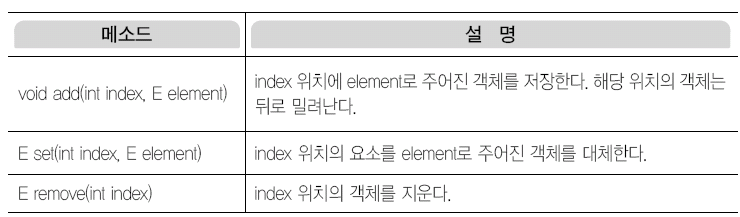 메소드
설 명
void add(int index, E element)
index 위치에 element로 주어진 객체를 저장한다. 해당 위치의 객체는
뒤로 밀려난다.
E set(int index, E element)
index 위치의 요소를 element로 주어진 객체를 대체한다.
E remove(int index)
index 위치의 객체를 지운다.